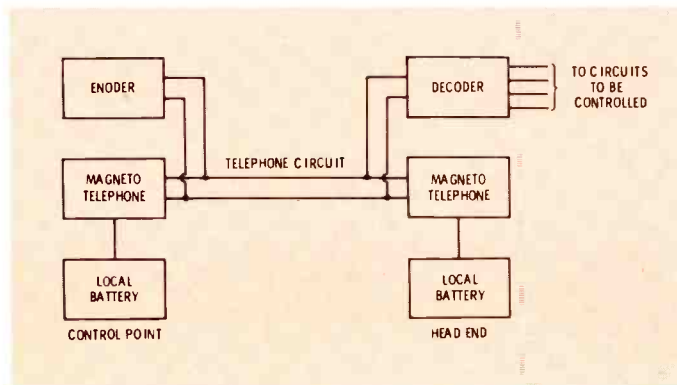 ENODER
DECODER
TO CIRCUITS
TO BE
CONTROLLED
TELEPHONE CIRCUIT
MAGNETO
TELEPHONE
MAGNETO
TELEPHONE
LOCAL
BATTERY
LOCAL
BATTERY
CONTROL POINT
HEAD END